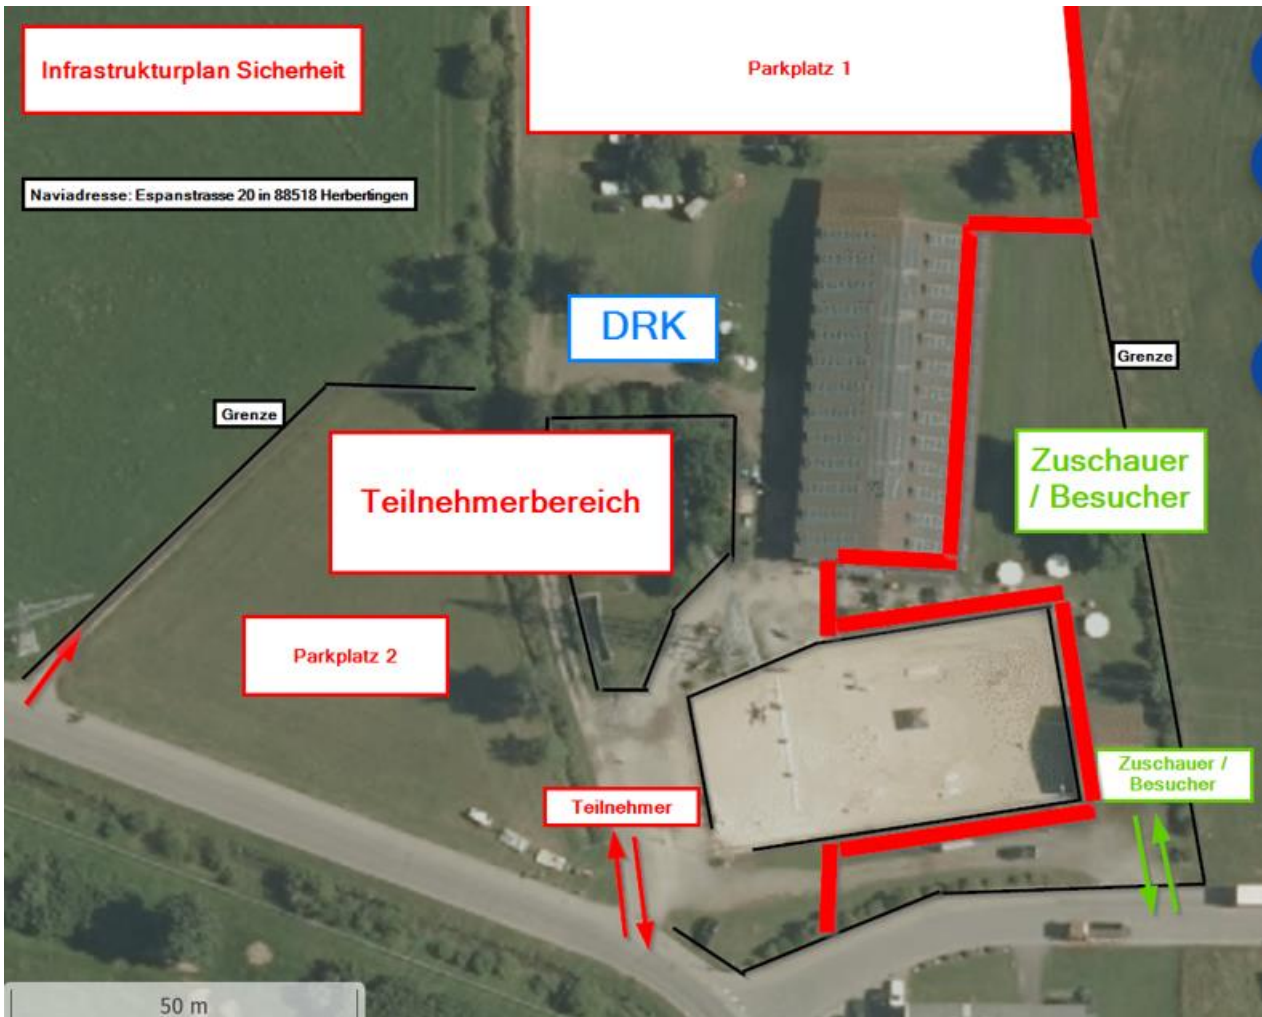 Infrastrukturplan Sicherheit
Parkplatz 1
Naviadresse: Espanstrasse 20 in 88518 Herbertingen
DRK
Grenze
Grenze
Zuschauer
/ Besucher
Teilnehmerbereich
Parkplatz 2
Zuschauer /
Besucher
Teilnehmer
50 m